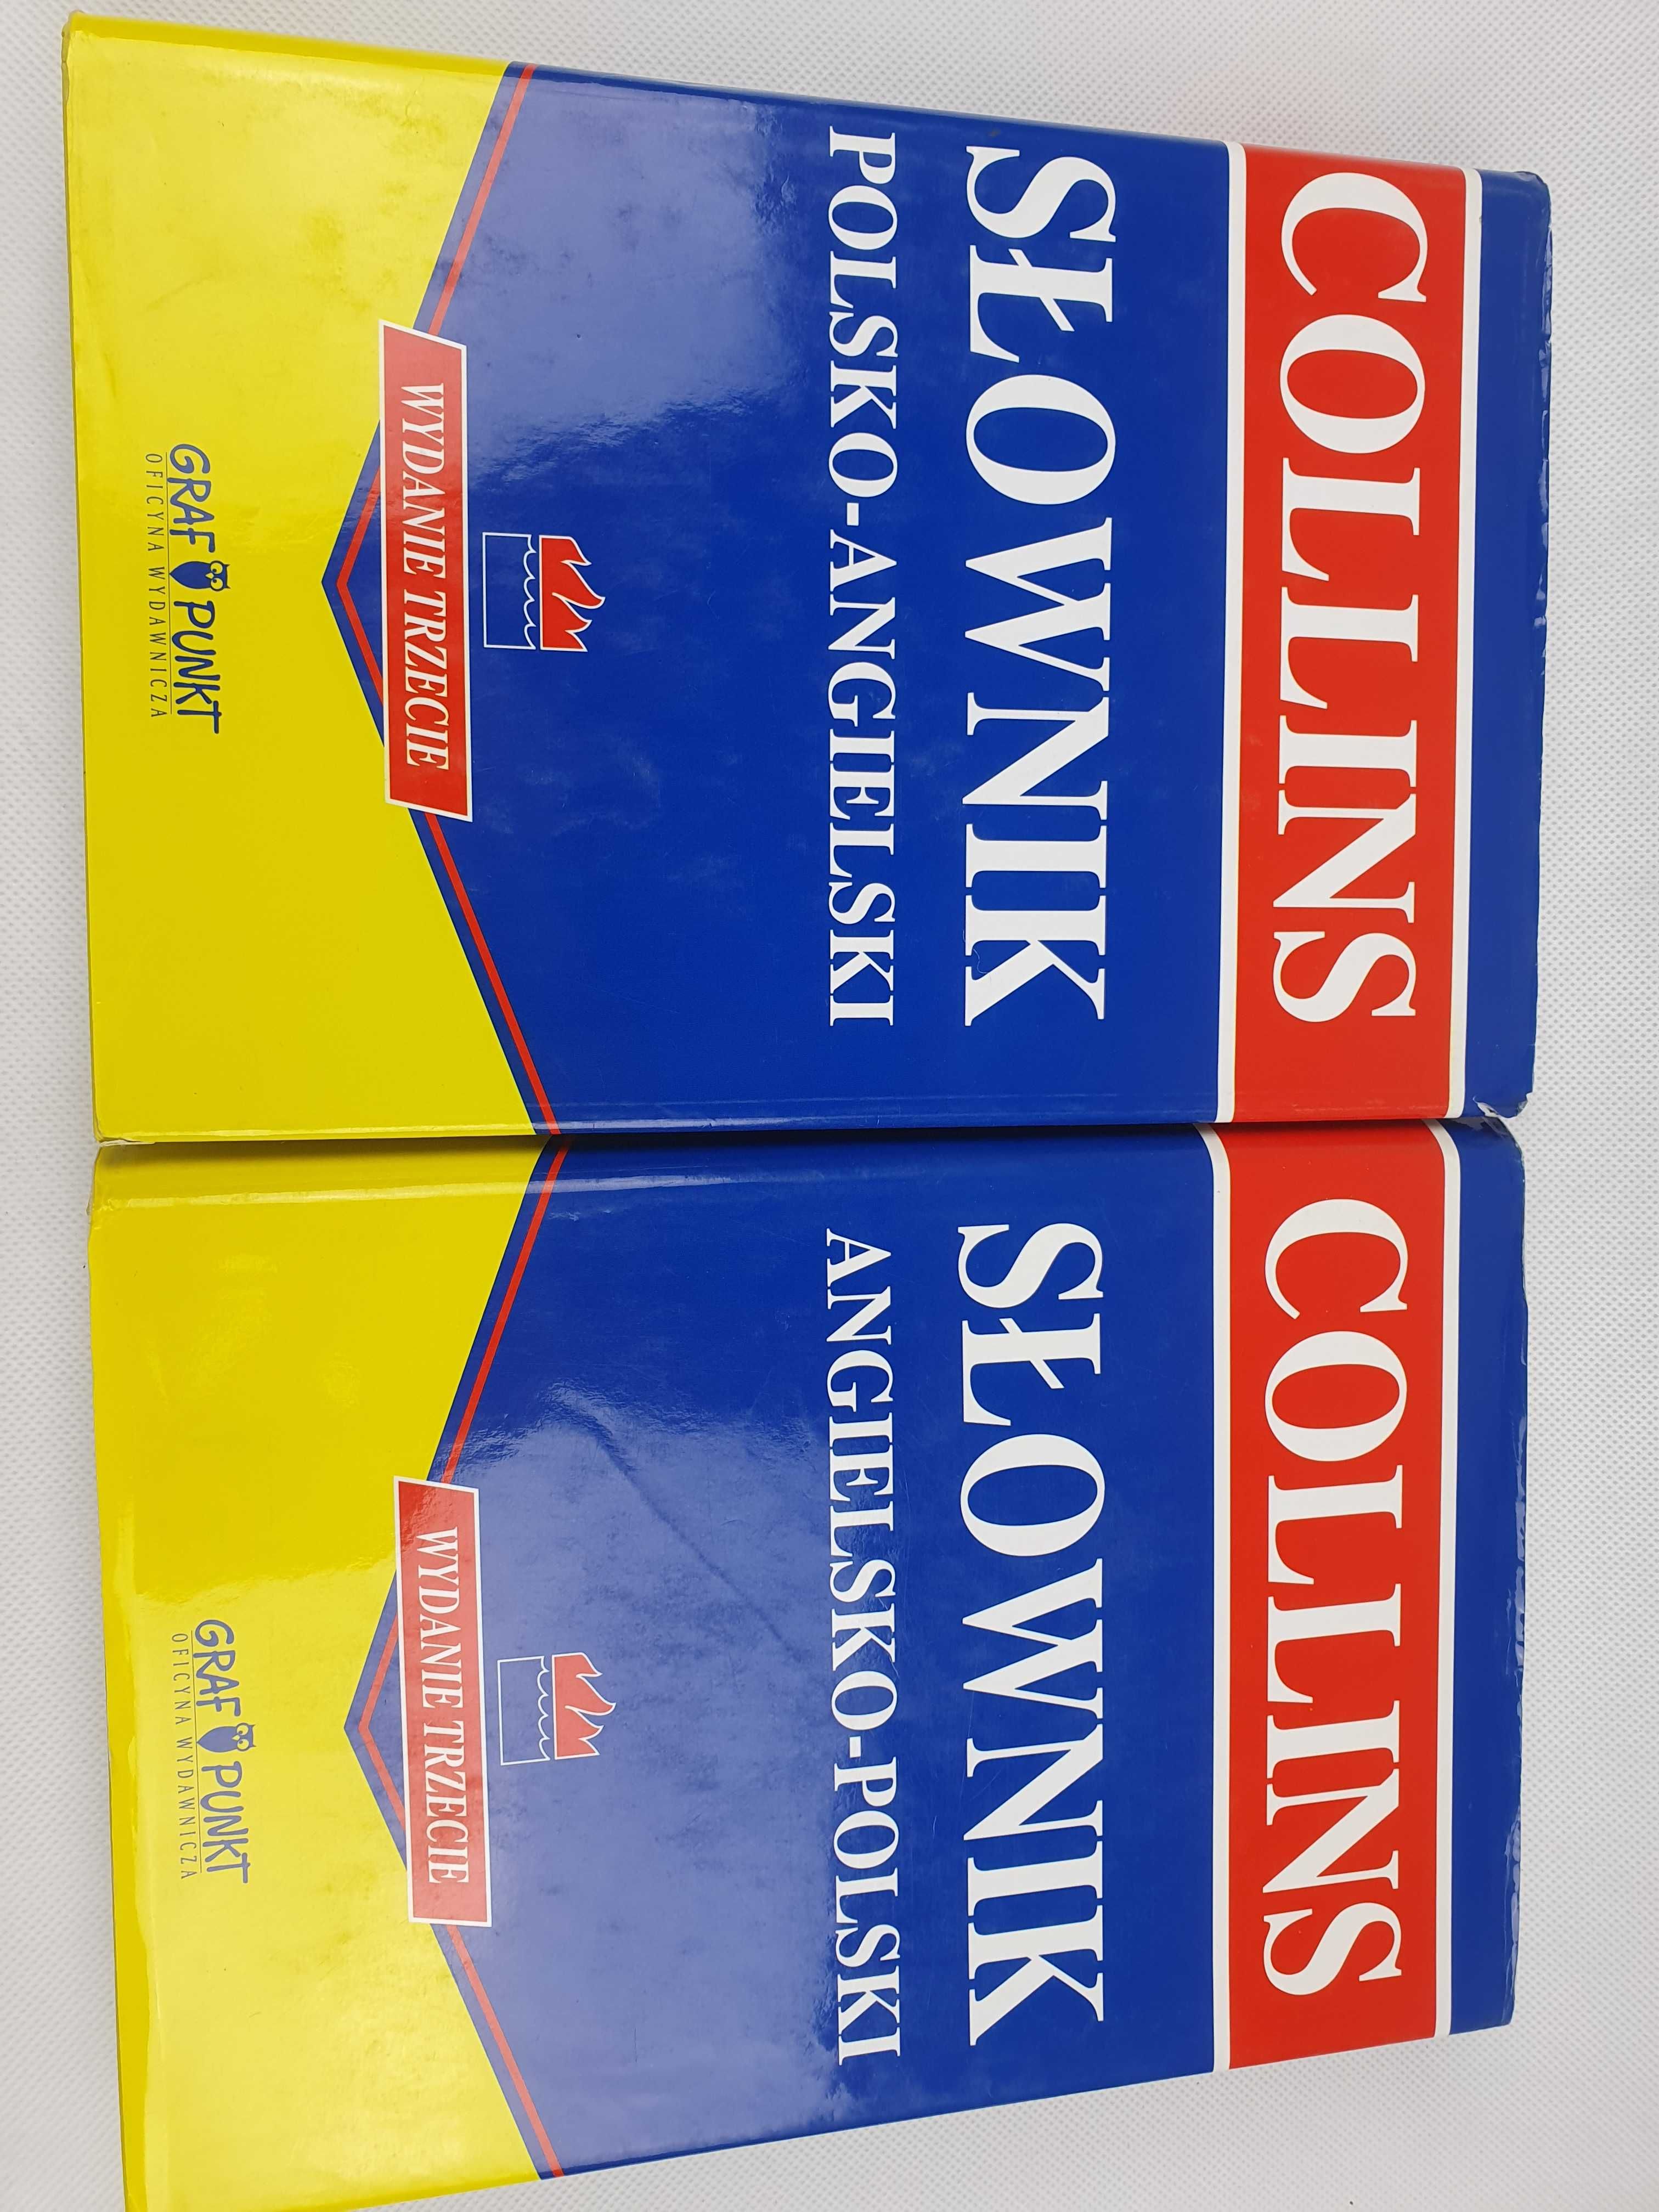 COLLINS
SŁOWNIK
POLSKO-ANGIELSKI
WYDANIE TRZECIE
GRAF PUNKT
OFICYNA WYDAWNICZA
COLLINS
SŁOWNIK
ANGIELSKO-POLSKI
WYDANIE TRZECIE
GRAF PUNKT
OFICYNA WYDAWNICZA